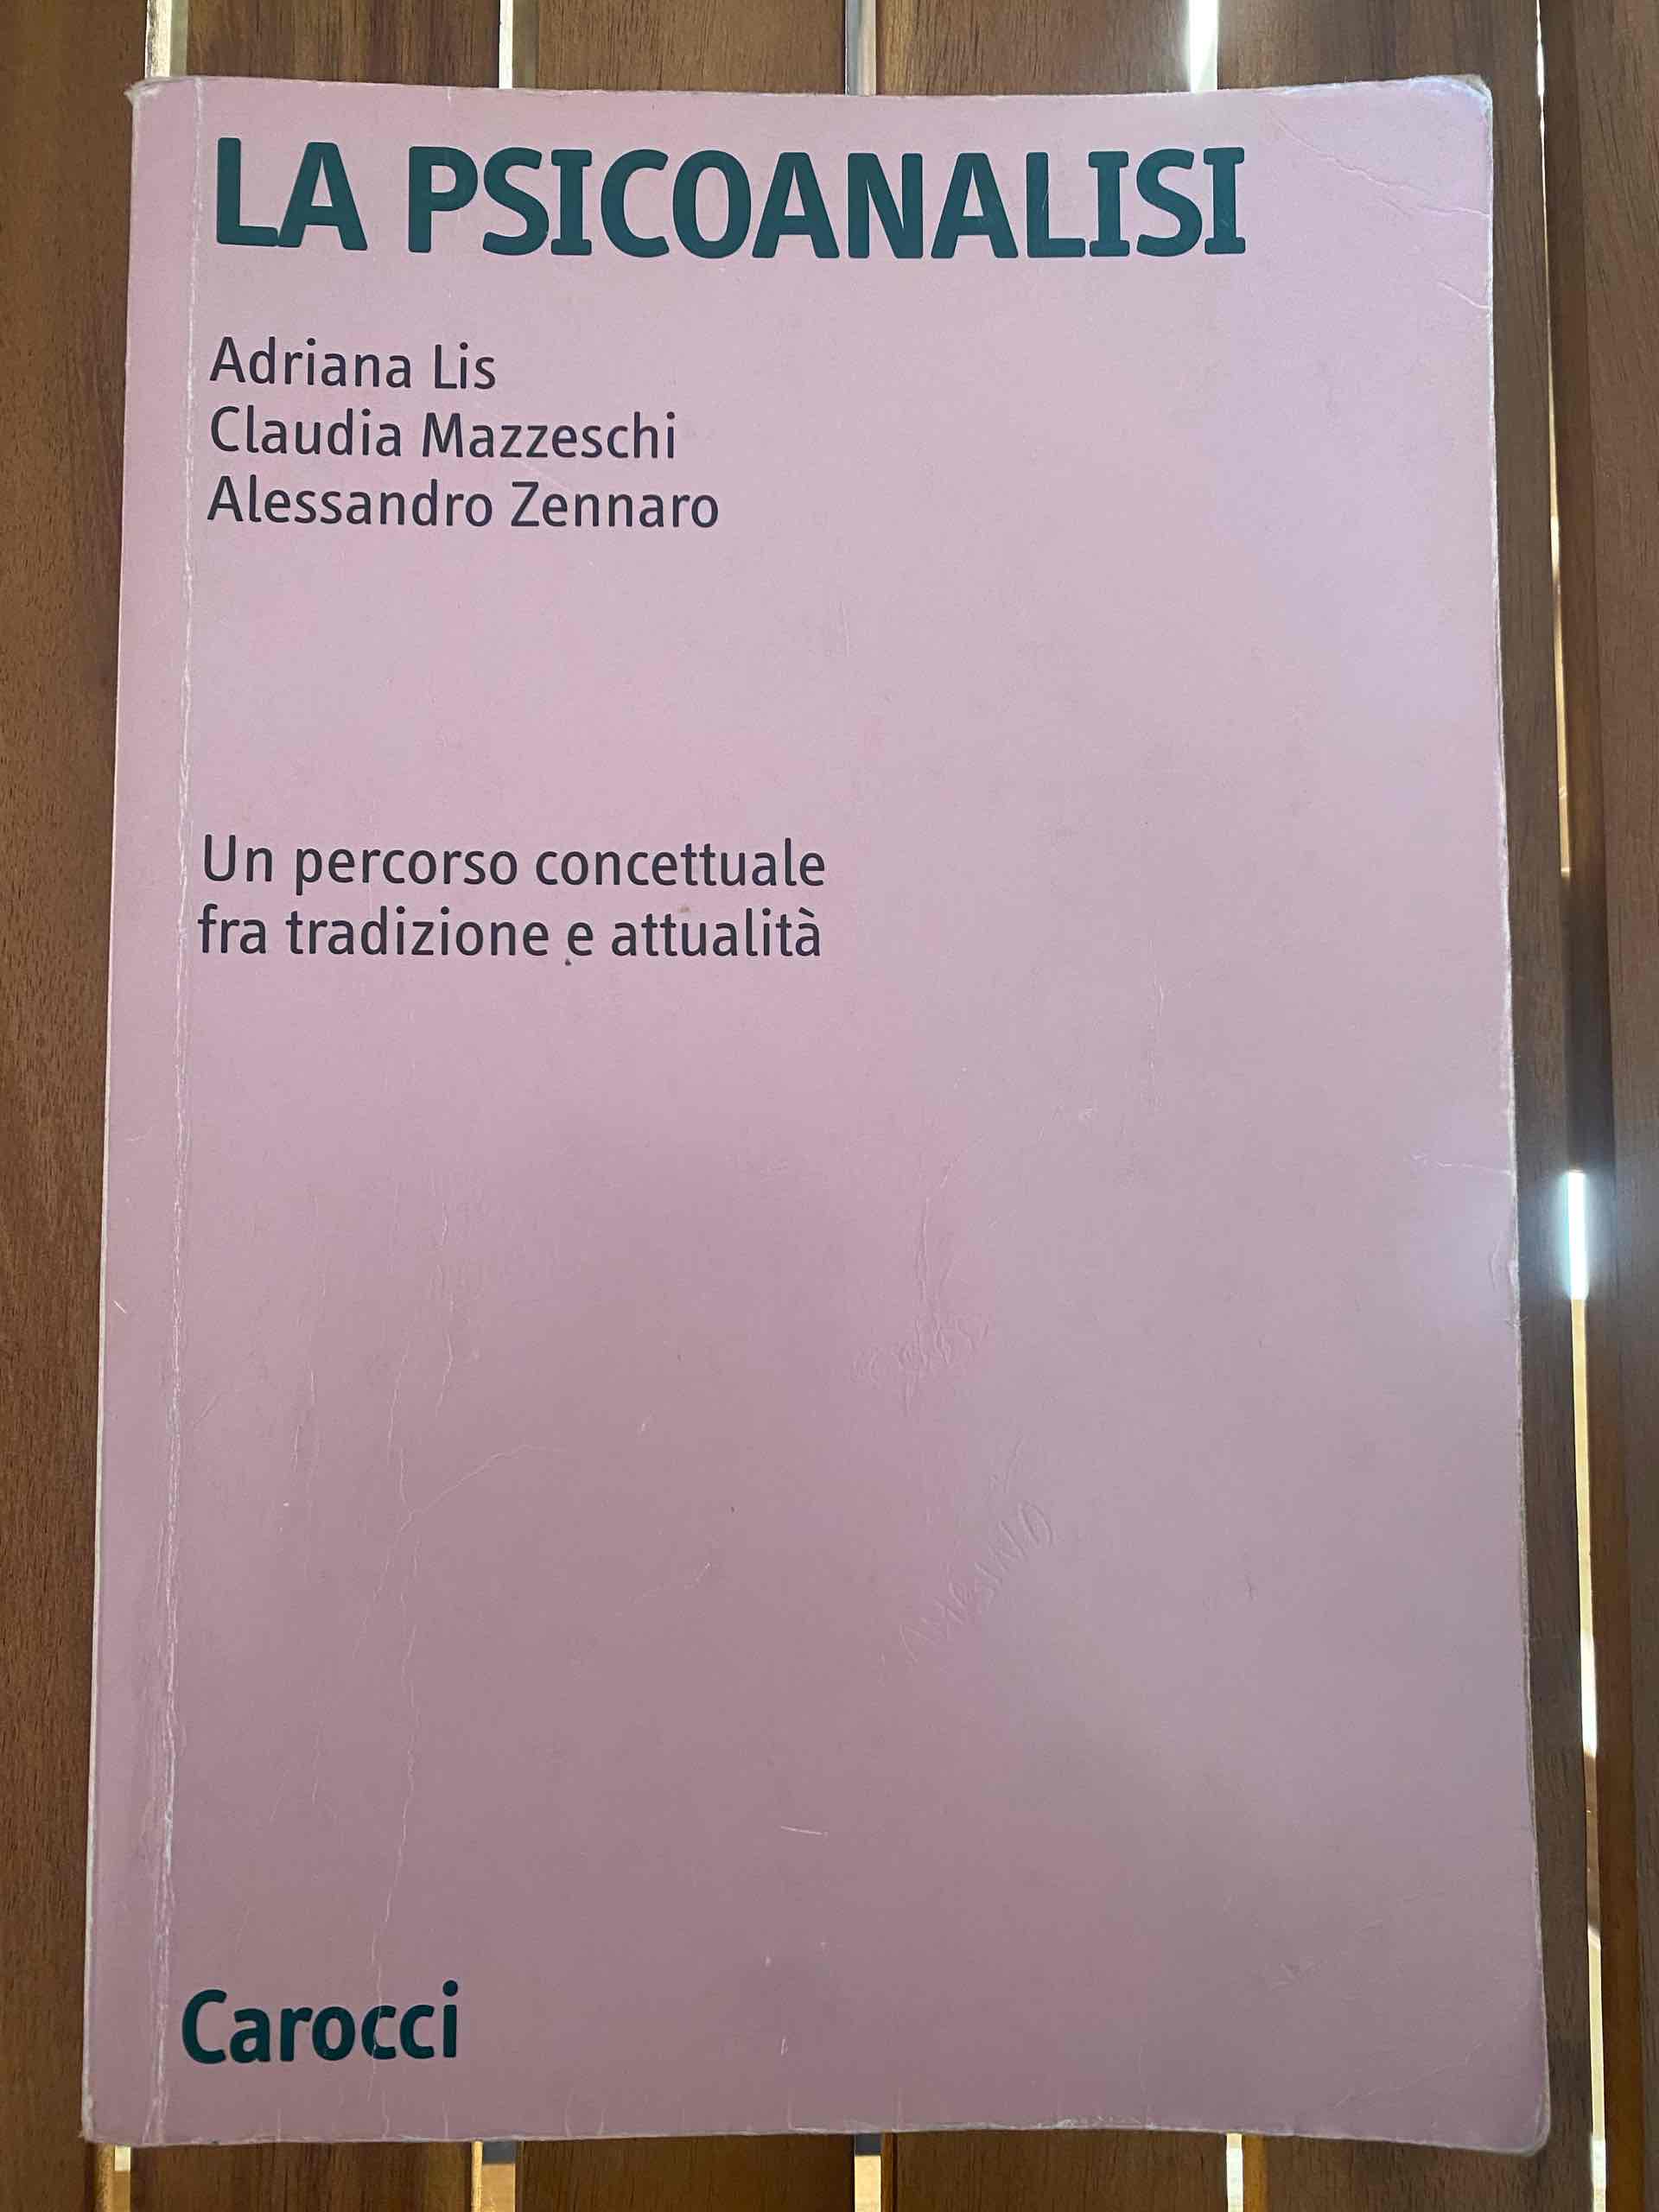 LA PSICOANALISI
Adriana Lis
Claudia Mazzeschi
Alessandro Zennaro
Un percorso concettuale
fra tradizione e attualità
Carocci